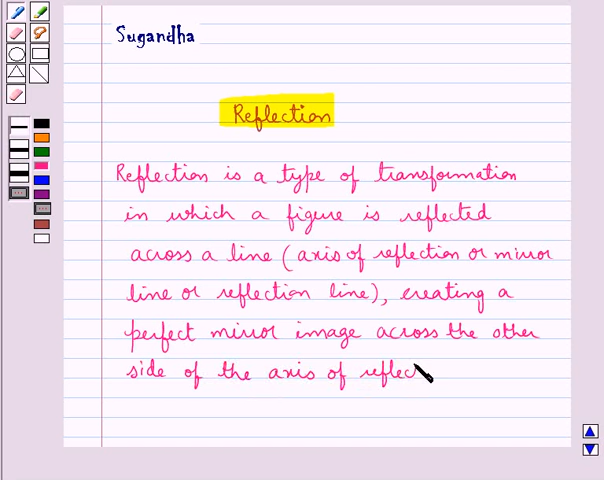 Sugandha
Reflection
Reflection is a type of transformation
in which a figure is reflected
across a line (axis of reflection or mirror
line or reflection line), creating a
perfect mirror image across the other
side of the axis of reflec